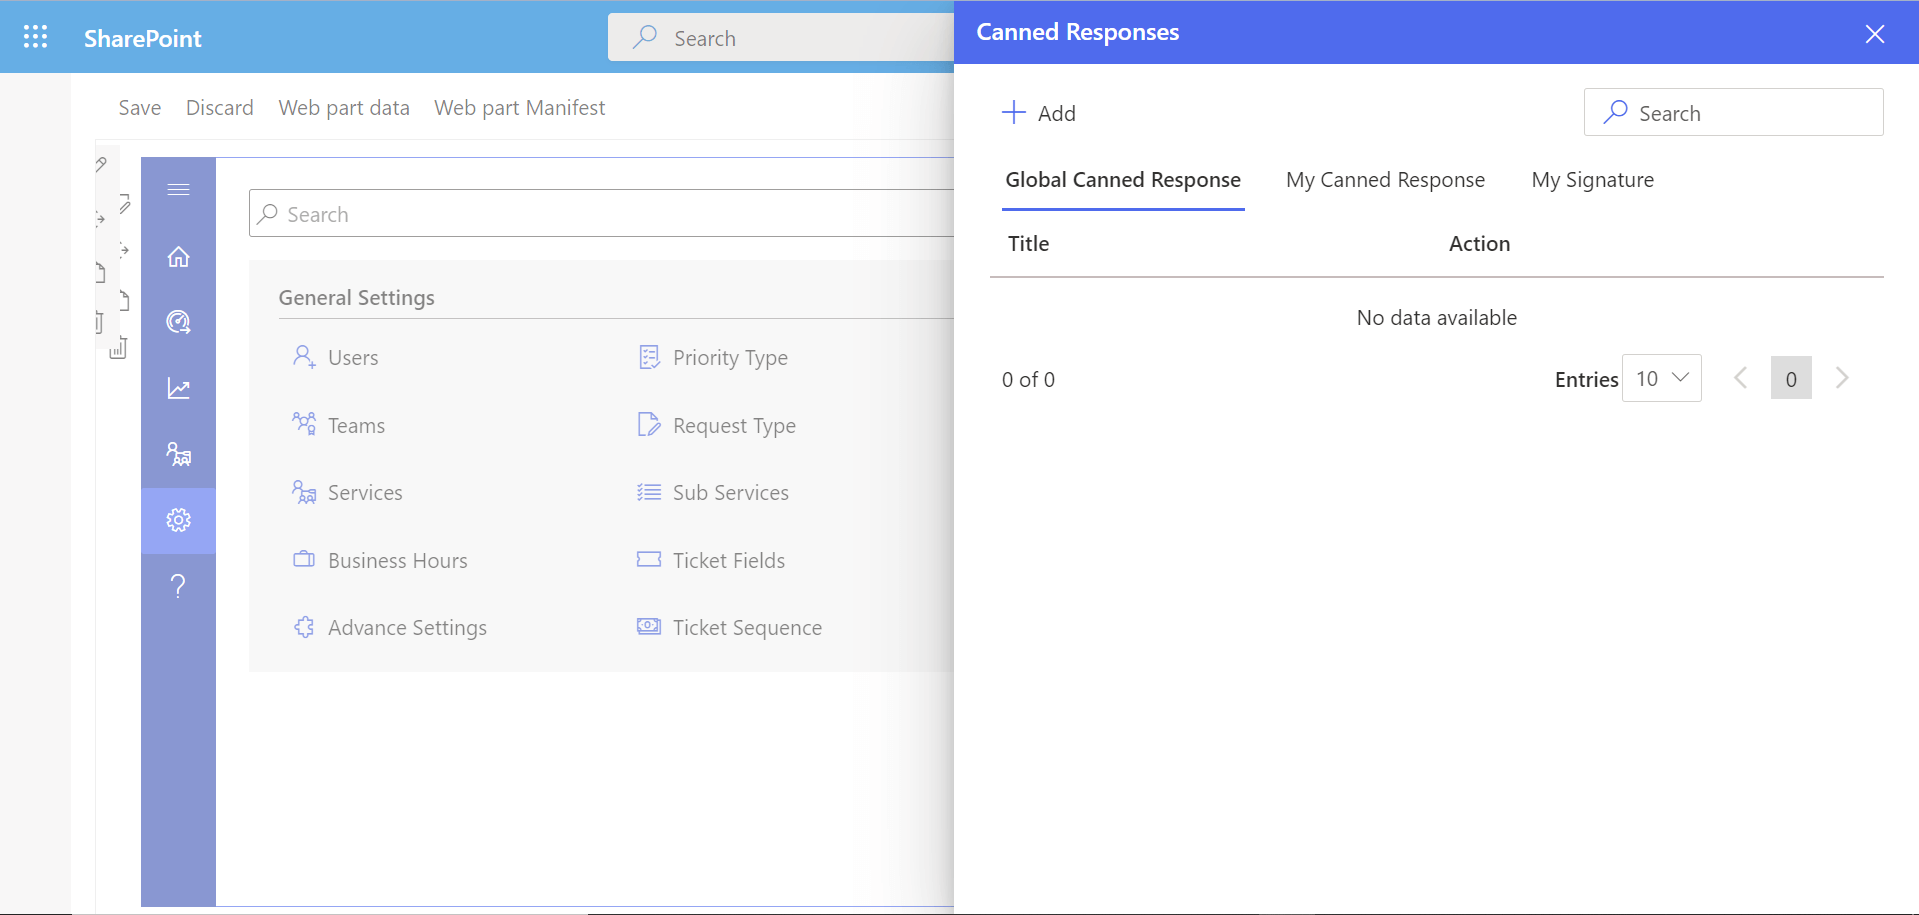 SharePoint
Search
Save Discard Web part data Web part Manifest
Search
General Settings
Users
Priority Type
Teams
Request Type
Services
Sub Services
Business Hours
Ticket Fields
Advance Settings
Ticket Sequence
Canned Responses
Add
Search
Global Canned Response My Canned Response My Signature
Title Action
No data available
0 of 0 Entries 10 0